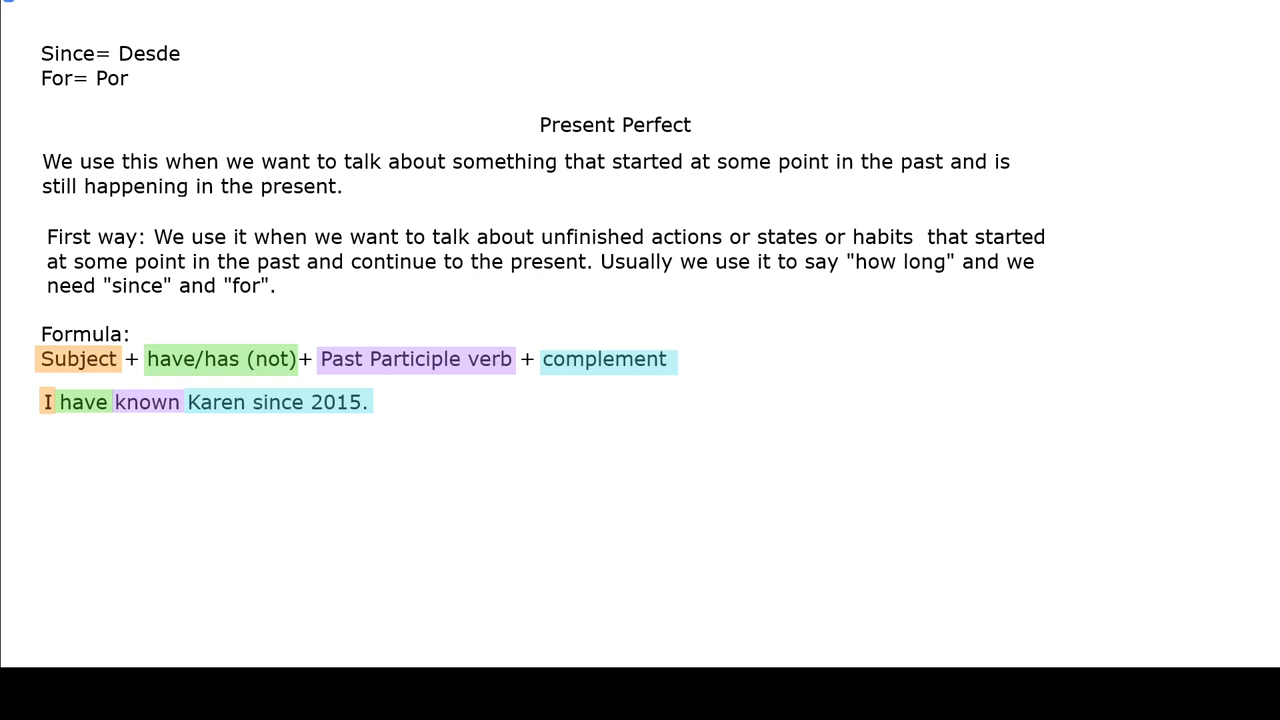 Since= Desde
For= Por
Present Perfect
We use this when we want to talk about something that started at some point in the past and is
still happening in the present.
First way: We use it when we want to talk about unfinished actions or states or habits  that started
at some point in the past and continue to the present. Usually we use it to say "how long" and we
need "since" and "for".
Formula:
Subject + have/has (not)+ Past Participle verb + complement
I have known Karen since 2015.